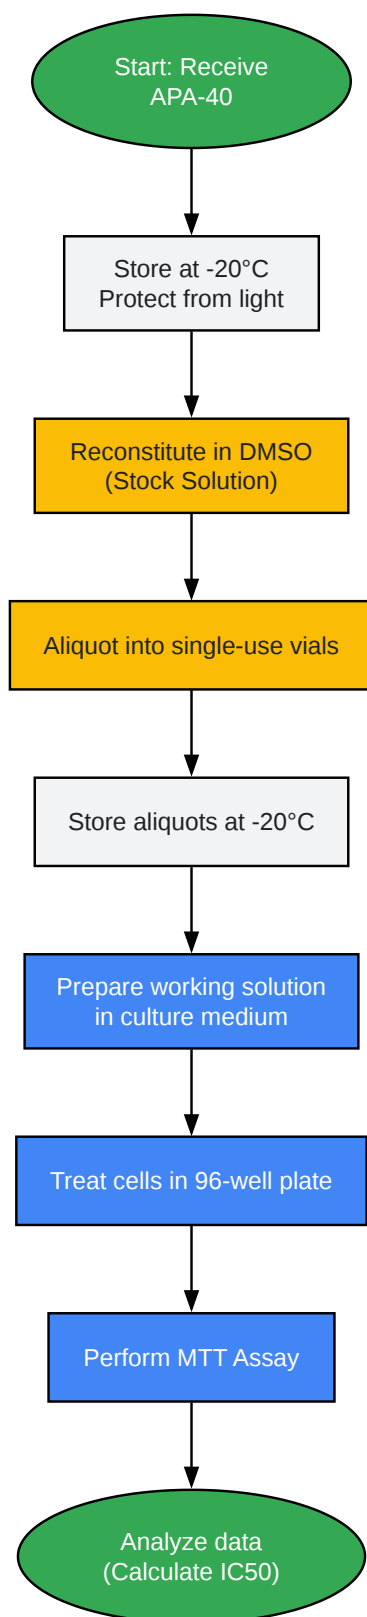 Start: Receive
APA-40
Store at -20°C
Protect from light
Reconstitute in DMSO
(Stock Solution)
Aliquot into single-use vials
Store aliquots at -20°C
Prepare working solution
in culture medium
Treat cells in 96-well plate
Perform MTT Assay
Analyze data
(Calculate IC50)